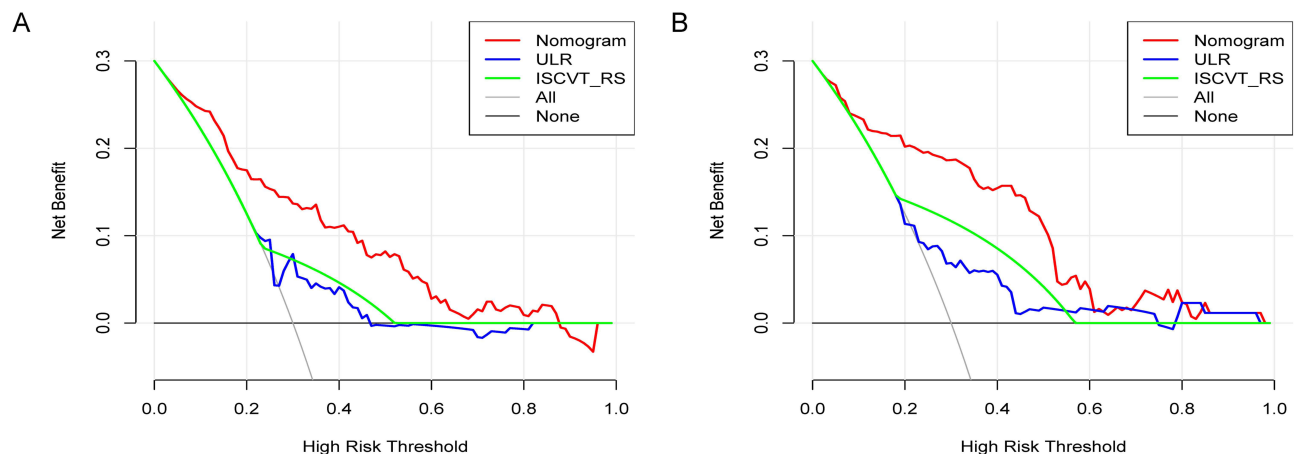 A
Net Benefit
0.3
0.2
0.1
0.0
Nomogram
ULR
ISCVT_RS
All
None
0.0 0.2 0.4 0.6 0.8 1.0
High Risk Threshold
B
Net Benefit
0.3
0.2
0.1
0.0
Nomogram
ULR
ISCVT_RS
All
None
0.0 0.2 0.4 0.6 0.8 1.0
High Risk Threshold